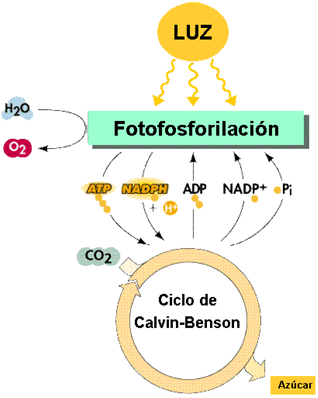 LUZ
H2O
Fotofosforilación
O2
ATP NADPH ADP NADP+ Pi
+ H+
CO2
Ciclo de
Calvin-Benson
Azúcar